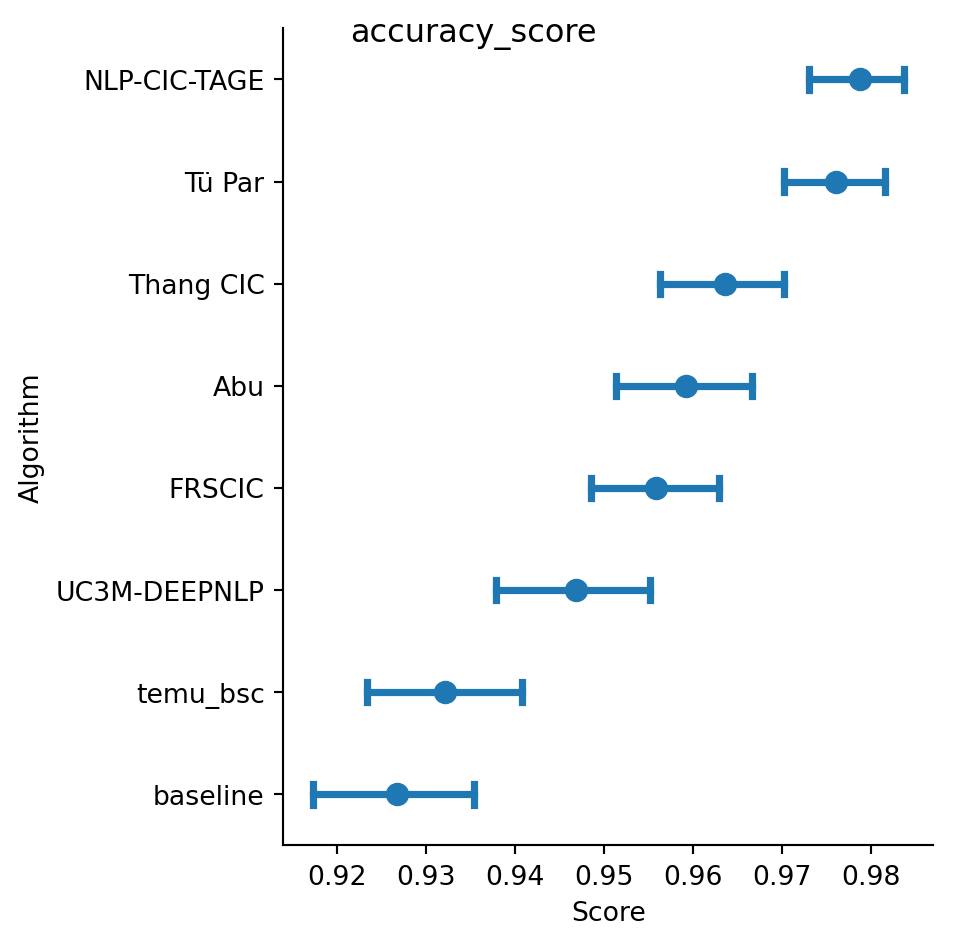 accuracy_score
NLP-CIC-TAGE
Tü Par
Thang CIC
Abu
FRSCIC
UC3M-DEEPNLP
temu_bsc
baseline
Algorithm
0.92 0.93 0.94 0.95 0.96 0.97 0.98
Score